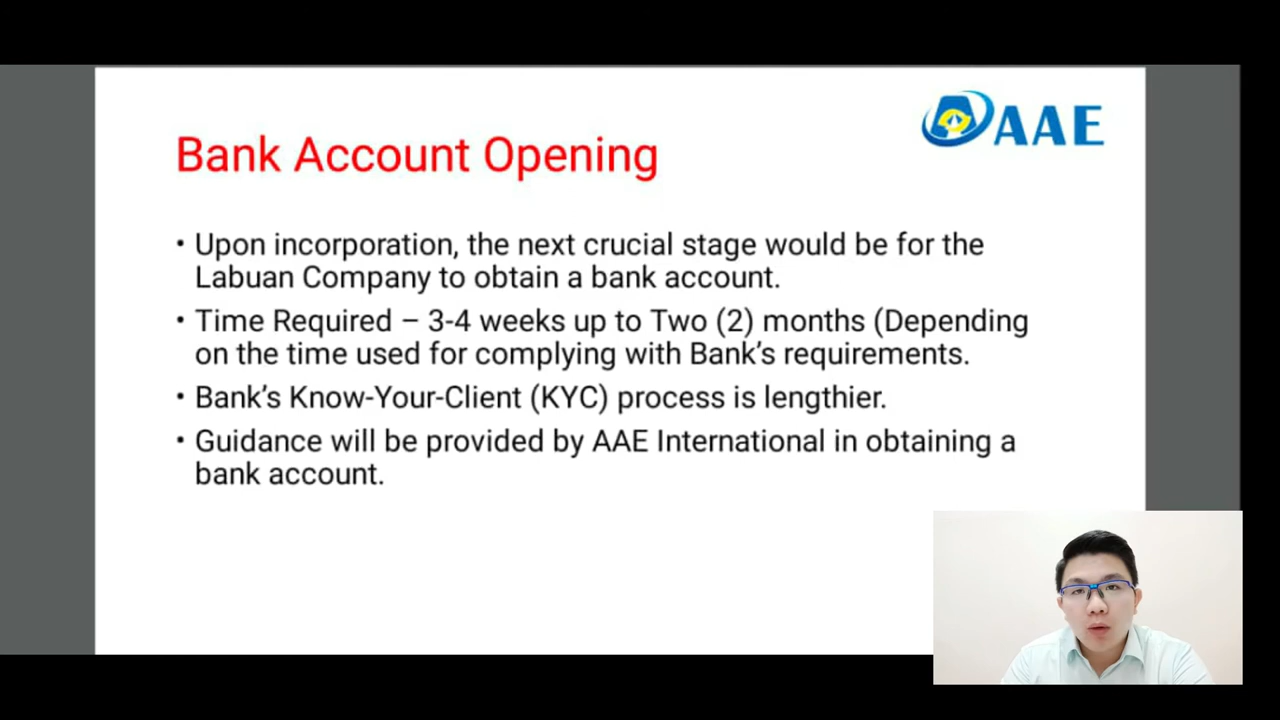 AAE
Bank Account Opening
• Upon incorporation, the next crucial stage would be for the
Labuan Company to obtain a bank account.
• Time Required – 3-4 weeks up to Two (2) months (Depending
on the time used for complying with Bank’s requirements.
• Bank’s Know-Your-Client (KYC) process is lengthier.
• Guidance will be provided by AAE International in obtaining a
bank account.